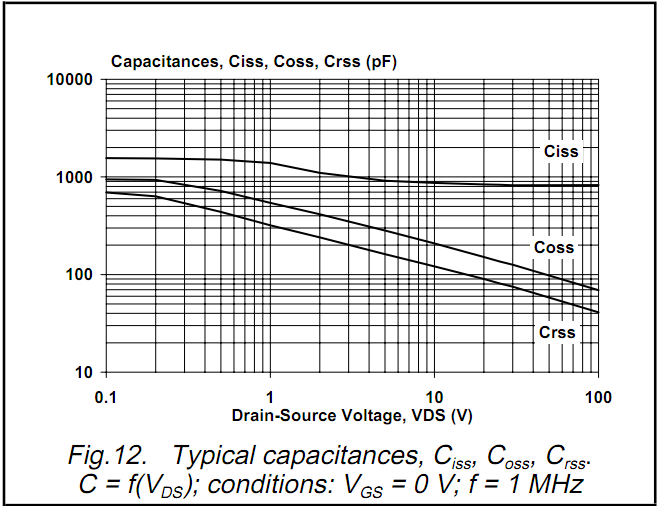 Capacitances, Ciss, Coss, Crss (pF)
10000
1000
100
10
Ciss
Coss
Crss
0.1 1 10 100
Drain-Source Voltage, VDS (V)
Fig.12. Typical capacitances, Ciss, Coss, Crss.
C = f(VDS); conditions: VGS = 0 V; f = 1 MHz